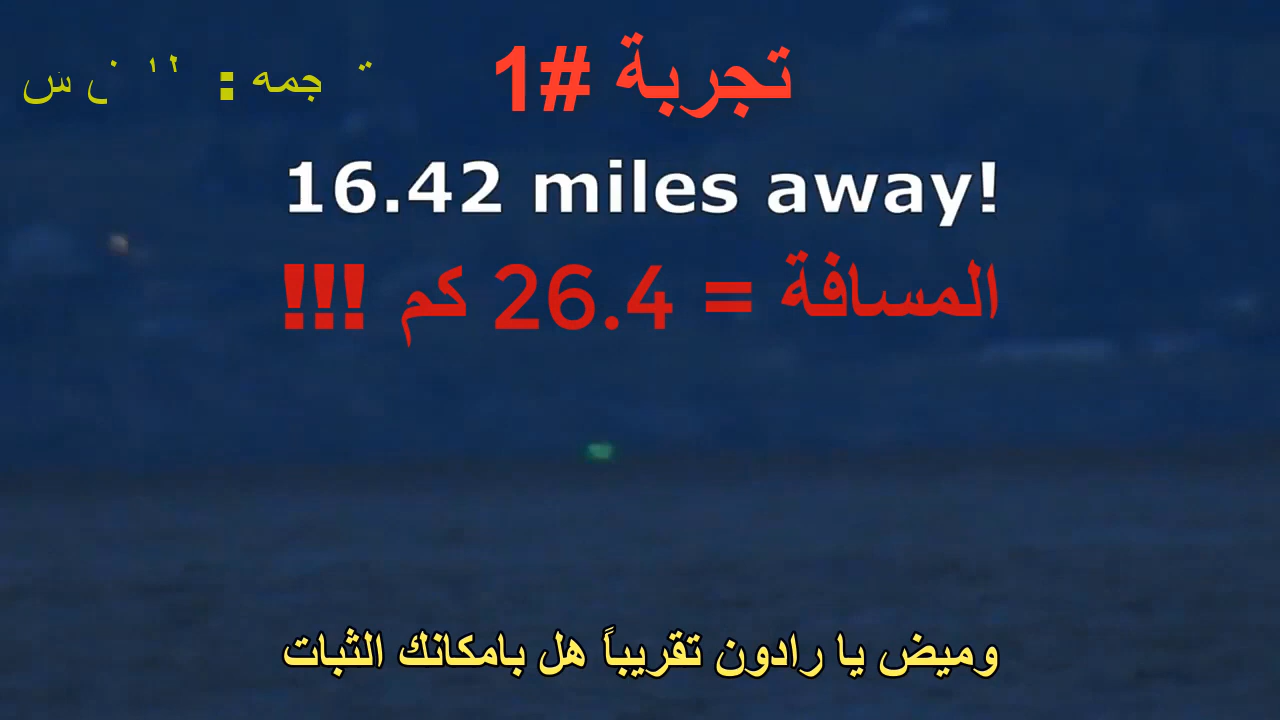 تجربة #1
16.42 miles away!
المسافة = 26.4 كم !!!
وميض يا رادون تقريباً هل بامكانك الثبات